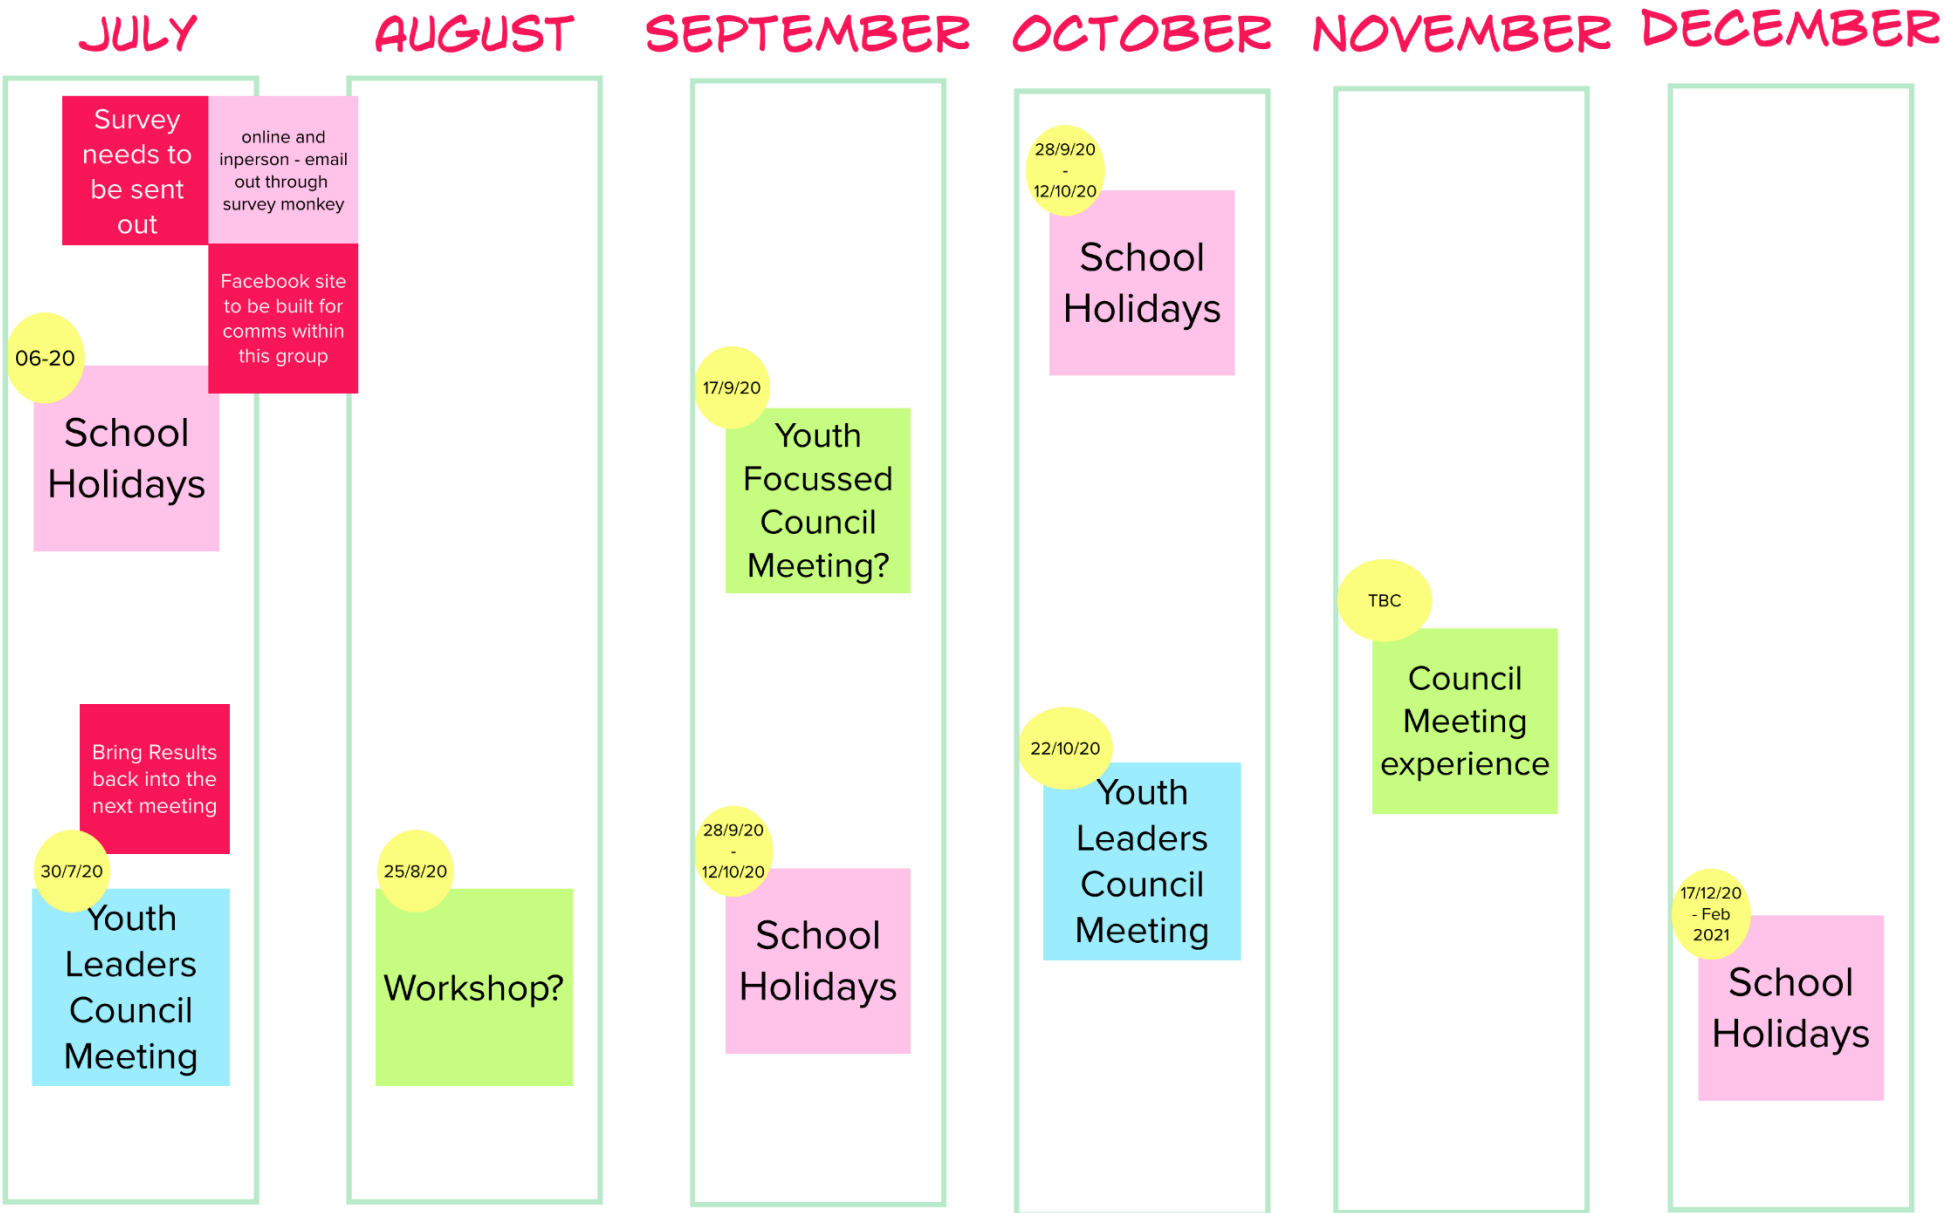 JULY
Survey
needs to
be sent
out
online and
inperson - email
out through
survey monkey
Facebook site
to be built for
comms within
this group
06-20
School
Holidays
Bring Results
back into the
next meeting
30/7/20
Youth
Leaders
Council
Meeting
AUGUST
25/8/20
Workshop?
SEPTEMBER
17/9/20
Youth
Focussed
Council
Meeting?
28/9/20
-
12/10/20
School
Holidays
OCTOBER
28/9/20
-
12/10/20
School
Holidays
22/10/20
Youth
Leaders
Council
Meeting
NOVEMBER
TBC
Council
Meeting
experience
DECEMBER
17/12/20
- Feb
2021
School
Holidays